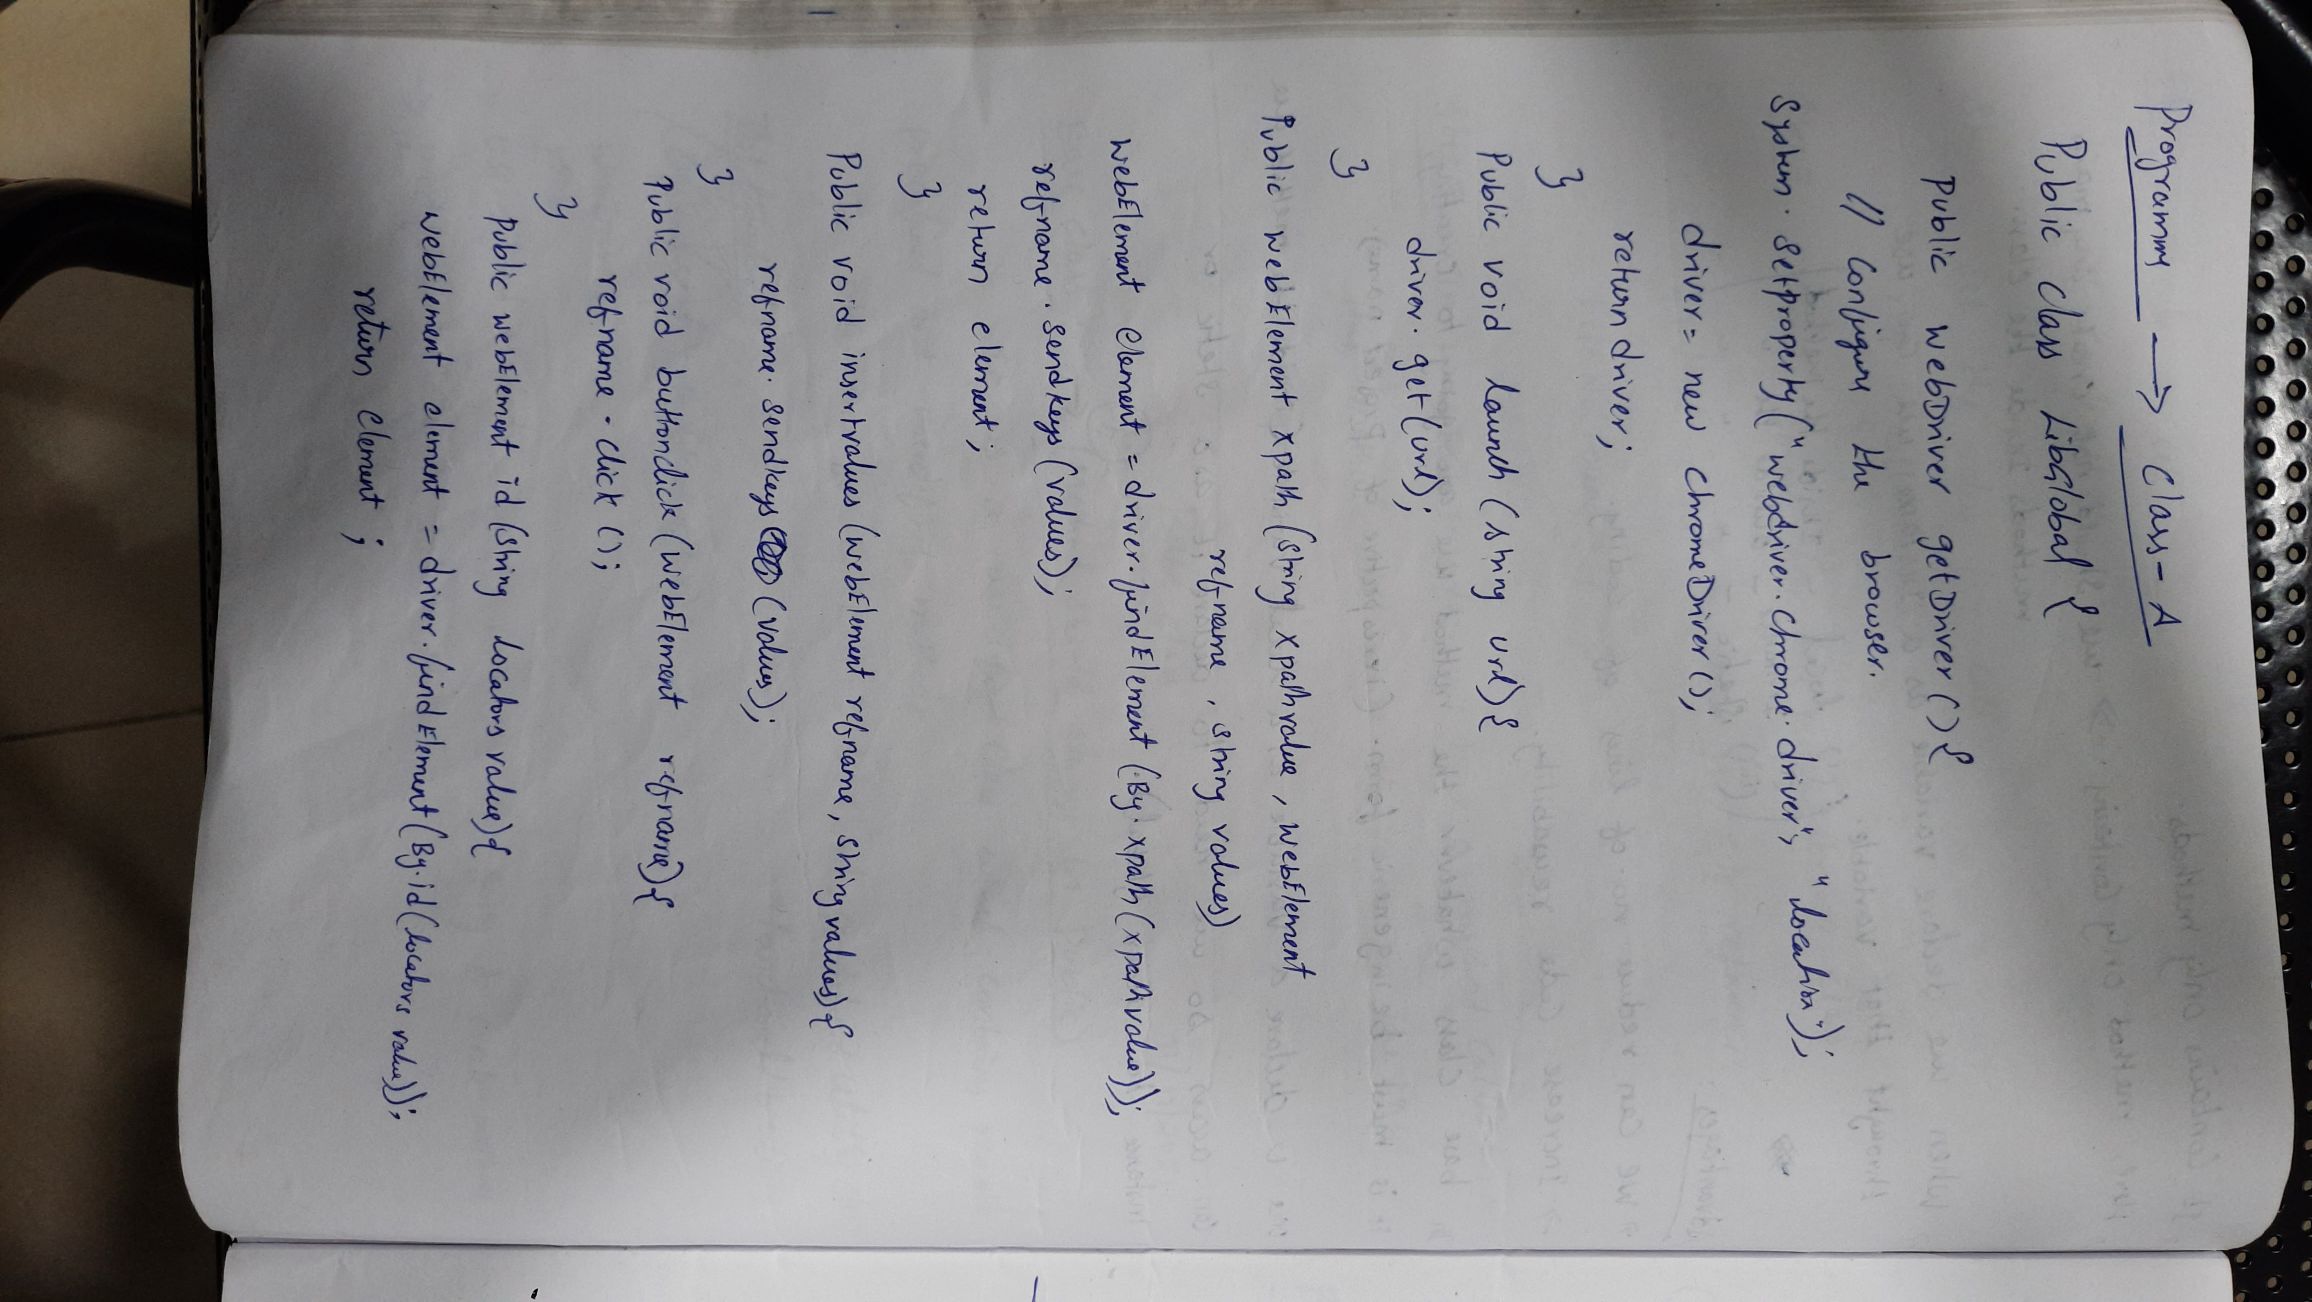 Programm → Class-A
Public class LibGlobal {
Public WebDriver getDriver () {
// Configure the browser.
System. Setproperty ("webdriver.chrome.driver", "location");
driver= new ChromeDriver ();
return driver;
}
Public void launch (String url) {
driver. get (url);
}
Public WebElement xpath (String xpathvalue, WebElement
refname, String values)
WebElement element = driver.findElement (By. xpath (xpathvalue));
refname. sendkeys (values);
return element;
}
Public void insertvalues (WebElement refname, String values) {
refname. sendkeys (values);
}
Public void buttonclick (WebElement refname) {
refname. click ();
}
Public WebElement id (String locators value) {
WebElement element = driver. findElement (By.id (locators value));
return element;